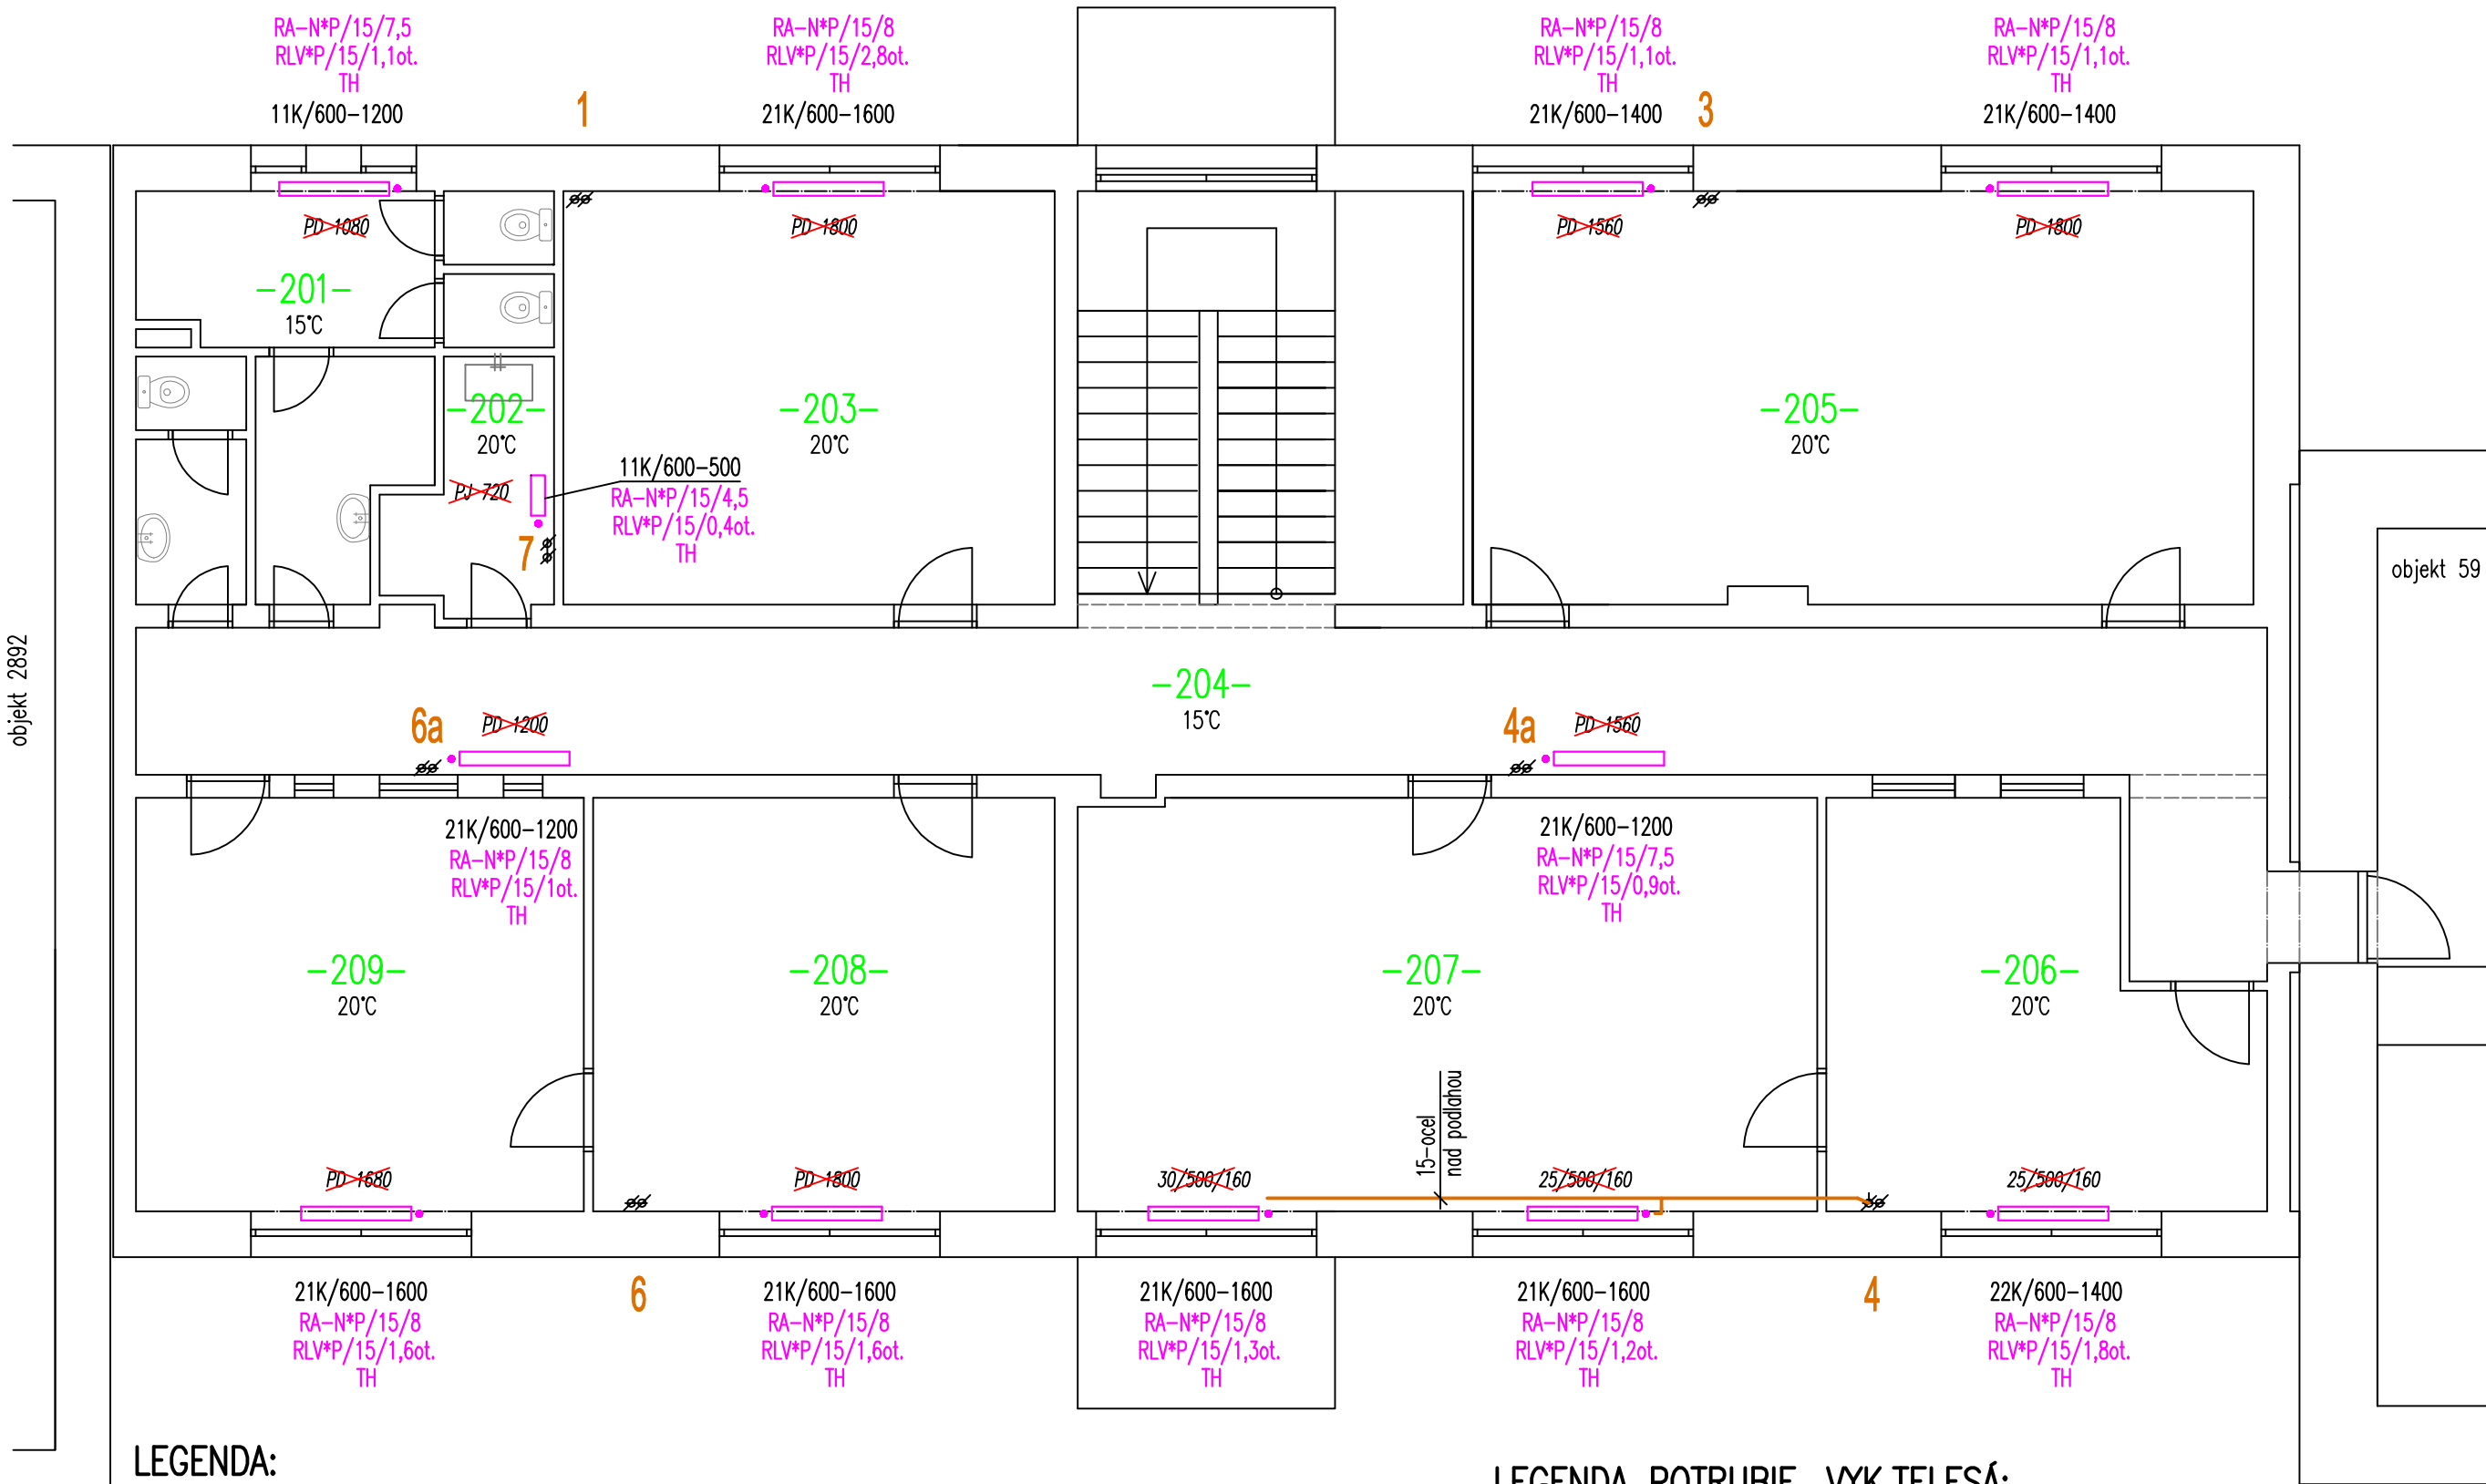 RA-N*P/15/7,5
RLV*P/15/1,1ot.
TH
11K/600-1200
1
RA-N*P/15/8
RLV*P/15/2,8ot.
TH
21K/600-1600
RA-N*P/15/8
RLV*P/15/1,1ot.
TH
21K/600-1400
3
RA-N*P/15/8
RLV*P/15/1,1ot.
TH
21K/600-1400
PD-1080
PD-1800
PD-1560
PD-1800
-201-
15°C
-202-
20°C
-203-
20°C
-205-
20°C
PJ-720
11K/600-500
RA-N*P/15/4,5
RLV*P/15/0,4ot.
TH
7
objekt 59
objekt 2892
-204-
15°C
6a
PD-1200
4a
PD-1560
21K/600-1200
RA-N*P/15/8
RLV*P/15/1ot.
TH
21K/600-1200
RA-N*P/15/7,5
RLV*P/15/0,9ot.
TH
-209-
20°C
-208-
20°C
-207-
20°C
-206-
20°C
15-ocel
nad podlahou
PD-1680
PD-1800
30/500/160
25/500/160
25/500/160
21K/600-1600
RA-N*P/15/8
RLV*P/15/1,6ot.
TH
6
21K/600-1600
RA-N*P/15/8
RLV*P/15/1,6ot.
TH
21K/600-1600
RA-N*P/15/8
RLV*P/15/1,3ot.
TH
21K/600-1600
RA-N*P/15/8
RLV*P/15/1,2ot.
TH
4
22K/600-1400
RA-N*P/15/8
RLV*P/15/1,8ot.
TH
LEGENDA:
LEGENDA POTRUBIE, VYK.TELESÁ: